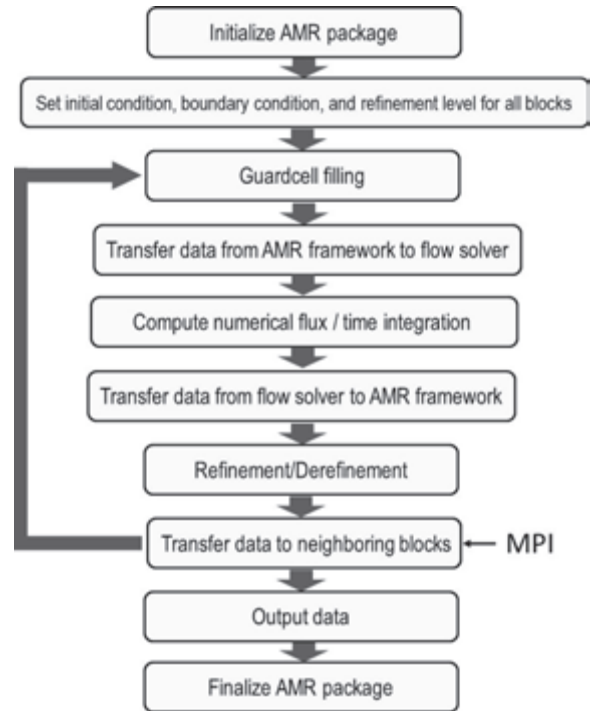 Initialize AMR package
Set initial condition, boundary condition, and refinement level for all blocks
Guardcell filling
Transfer data from AMR framework to flow solver
Compute numerical flux / time integration
Transfer data from flow solver to AMR framework
Refinement/Derefinement
Transfer data to neighboring blocks
MPI
Output data
Finalize AMR package